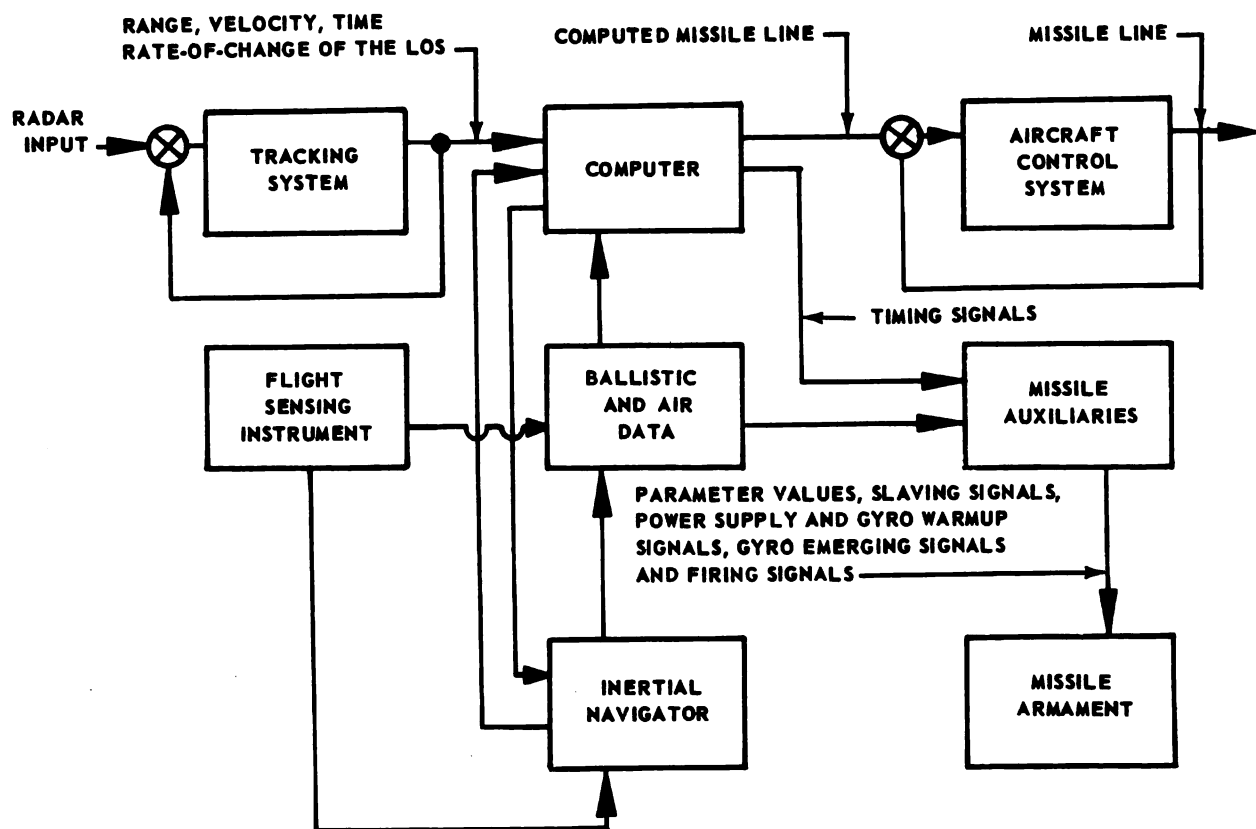 RANGE, VELOCITY, TIME
RATE-OF-CHANGE OF THE LOS
COMPUTED MISSILE LINE
MISSILE LINE
RADAR
INPUT
TRACKING
SYSTEM
COMPUTER
AIRCRAFT
CONTROL
SYSTEM
TIMING SIGNALS
FLIGHT
SENSING
INSTRUMENT
BALLISTIC
AND AIR
DATA
MISSILE
AUXILIARIES
PARAMETER VALUES, SLAVING SIGNALS,
POWER SUPPLY AND GYRO WARMUP
SIGNALS, GYRO EMERGING SIGNALS
AND FIRING SIGNALS
INERTIAL
NAVIGATOR
MISSILE
ARMAMENT